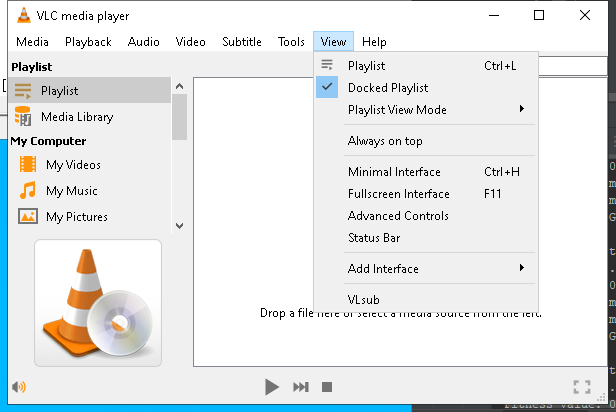 VLC media player
Media Playback Audio Video Subtitle Tools View Help
Playlist
Playlist
Media Library
My Computer
My Videos
My Music
My Pictures
Playlist Ctrl+L
Docked Playlist
Playlist View Mode
Always on top
Minimal Interface Ctrl+H
Fullscreen Interface F11
Advanced Controls
Status Bar
Add Interface
VLsub
Drop a file here or select a media source from the left.